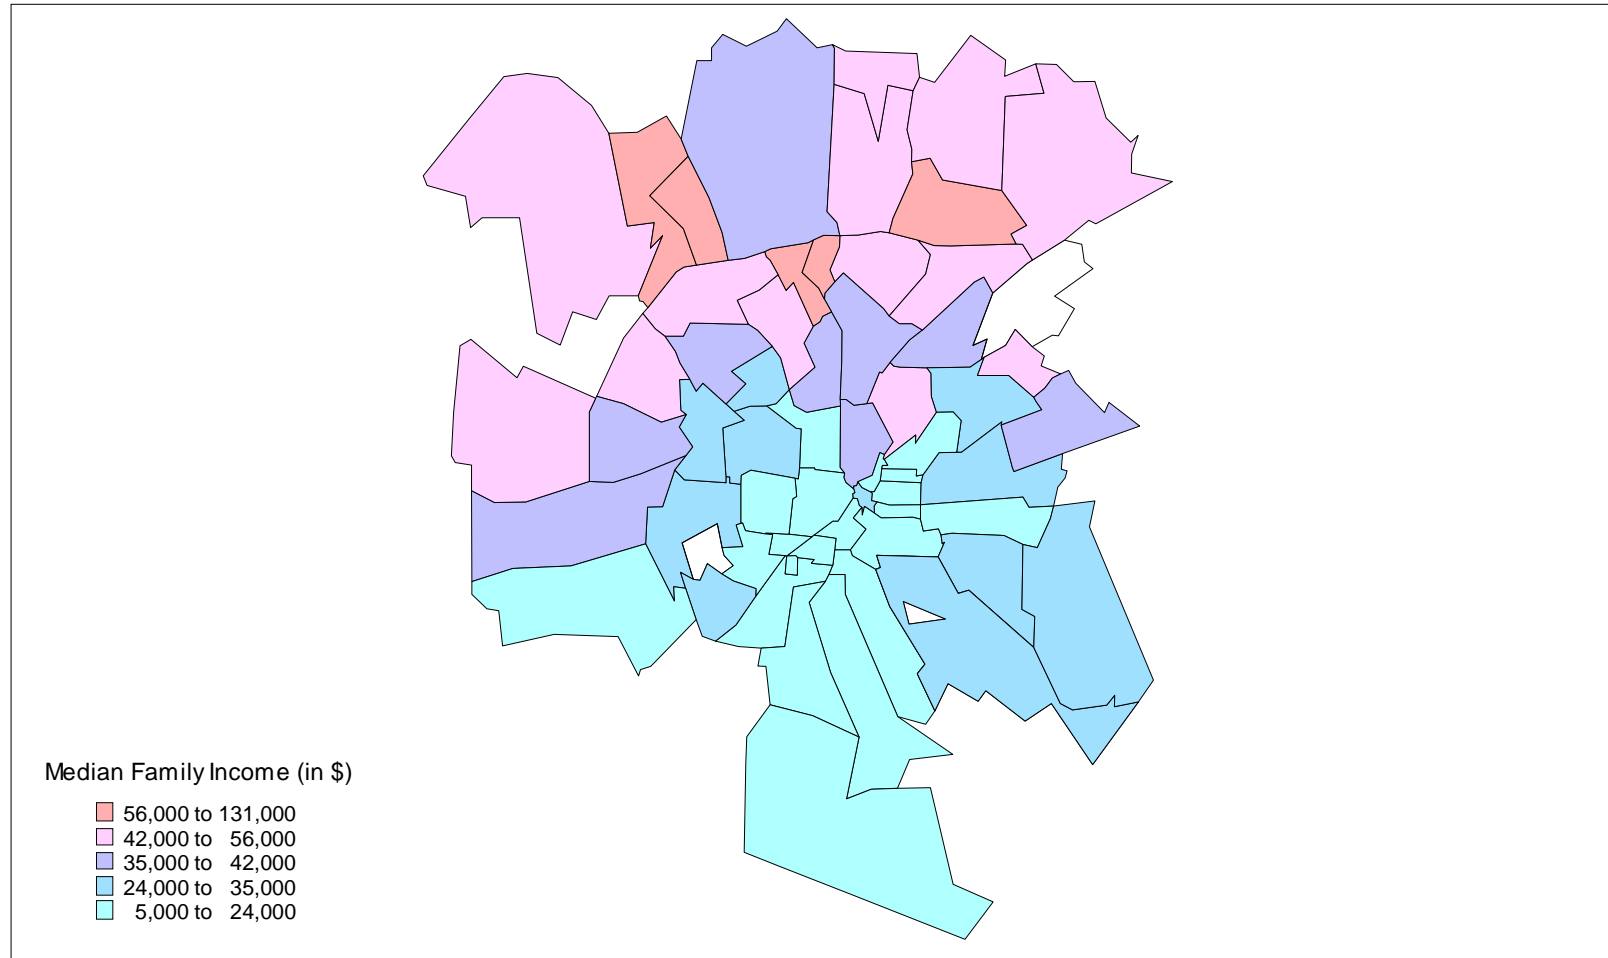 Median Family Income (in $)
56,000 to 131,000
42,000 to 56,000
35,000 to 42,000
24,000 to 35,000
5,000 to 24,000